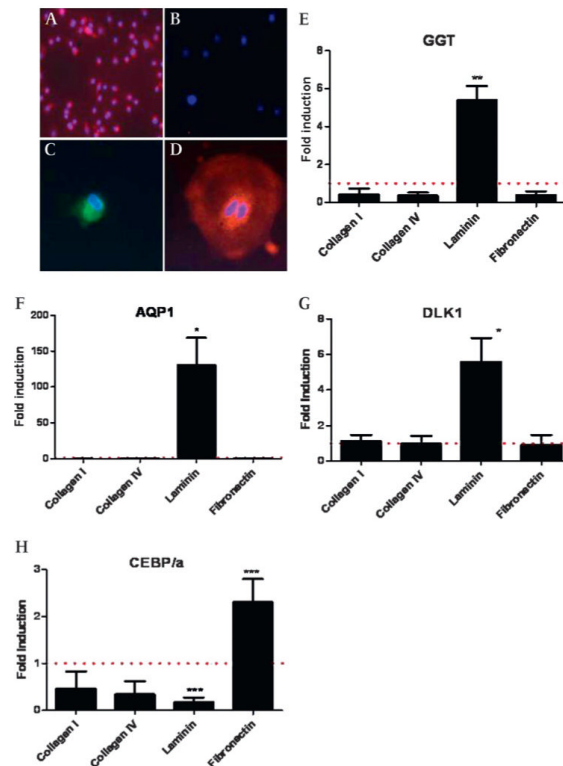 A
B
C
D
E
GGT
Fold induction
8
6
4
2
0
**
Collagen I
Collagen IV
Laminin
Fibronectin
F
AQP1
Fold induction
200
150
100
50
0
*
Collagen I
Collagen IV
Laminin
Fibronectin
G
DLK1
Fold induction
8
6
4
2
0
*
Collagen I
Collagen IV
Laminin
Fibronectin
H
CEBP/a
Fold Induction
3
2
1
0
***
***
Collagen I
Collagen IV
Laminin
Fibronectin